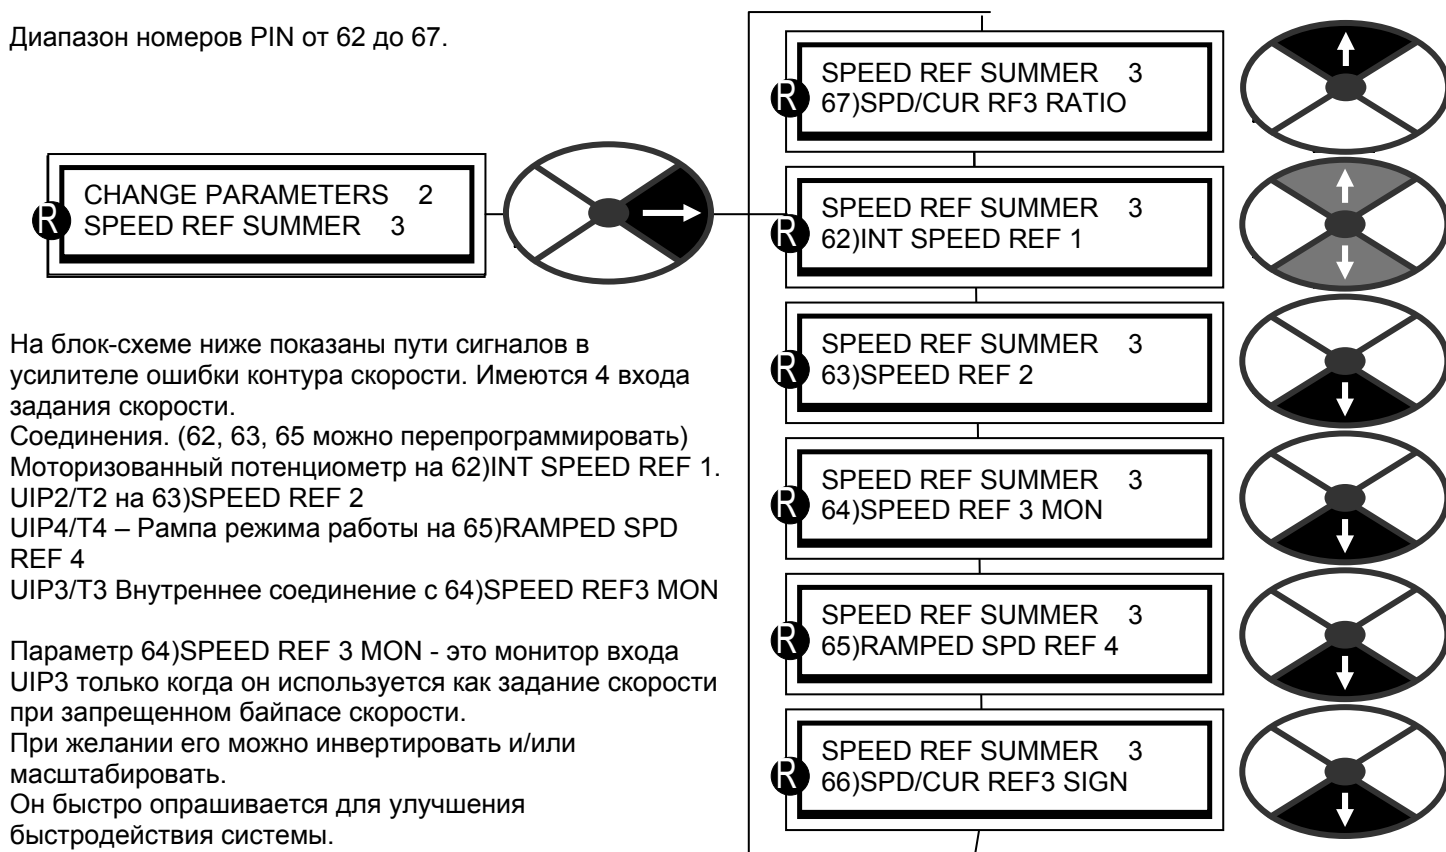 Диапазон номеров PIN от 62 до 67.
R
CHANGE PARAMETERS 2
SPEED REF SUMMER 3
На блок-схеме ниже показаны пути сигналов в
усилителе ошибки контура скорости. Имеются 4 входа
задания скорости.
Соединения. (62, 63, 65 можно перепрограммировать)
Моторизованный потенциометр на 62)INT SPEED REF 1.
UIP2/T2 на 63)SPEED REF 2
UIP4/T4 – Рампа режима работы на 65)RAMPED SPD
REF 4
UIP3/T3 Внутреннее соединение с 64)SPEED REF3 MON
Параметр 64)SPEED REF 3 MON - это монитор входа
UIP3 только когда он используется как задание скорости
при запрещенном байпасе скорости.
При желании его можно инвертировать и/или
масштабировать.
Он быстро опрашивается для улучшения
быстродействия системы.
R
SPEED REF SUMMER 3
67)SPD/CUR RF3 RATIO
R
SPEED REF SUMMER 3
62)INT SPEED REF 1
R
SPEED REF SUMMER 3
63)SPEED REF 2
R
SPEED REF SUMMER 3
64)SPEED REF 3 MON
R
SPEED REF SUMMER 3
65)RAMPED SPD REF 4
R
SPEED REF SUMMER 3
66)SPD/CUR REF3 SIGN